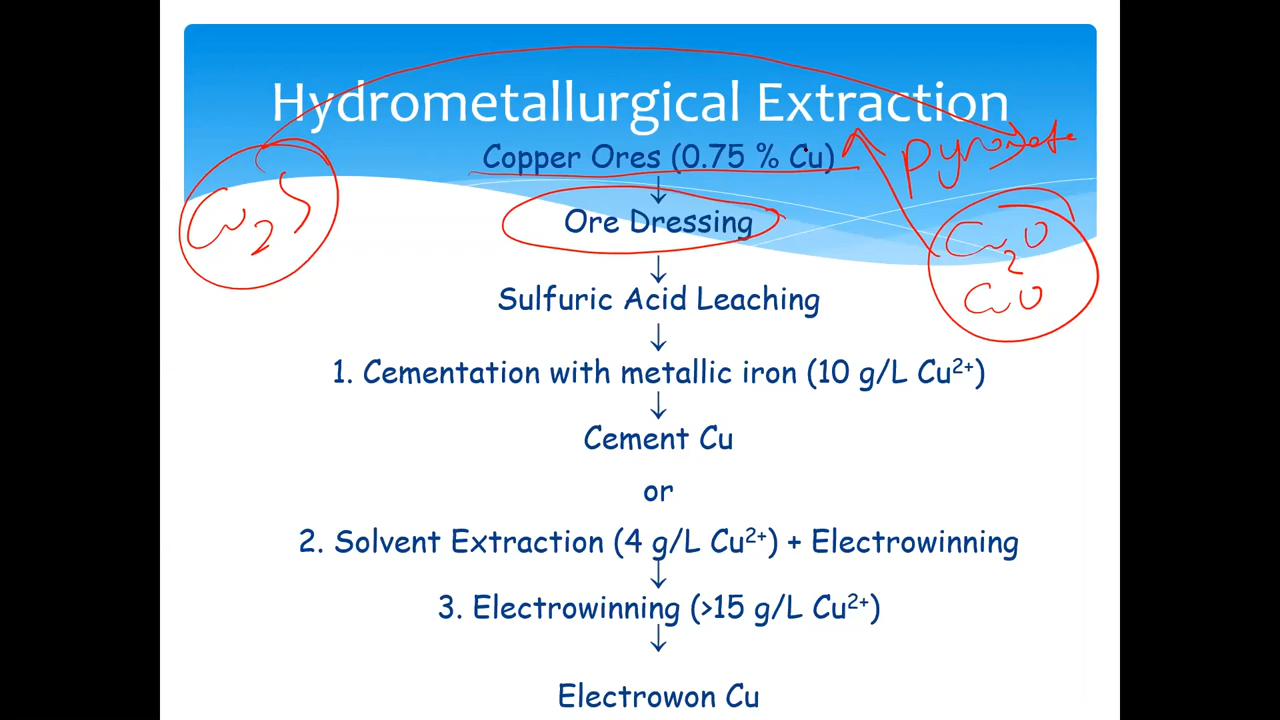 Hydrometallurgical Extraction
Copper Ores (0.75 % Cu)
↓
Ore Dressing
↓
Sulfuric Acid Leaching
↓
1. Cementation with metallic iron (10 g/L Cu²⁺)
↓
Cement Cu
or
2. Solvent Extraction (4 g/L Cu²⁺) + Electrowinning
↓
3. Electrowinning (>15 g/L Cu²⁺)
↓
Electrowon Cu
Cu₂S
Cu₂O
CuO